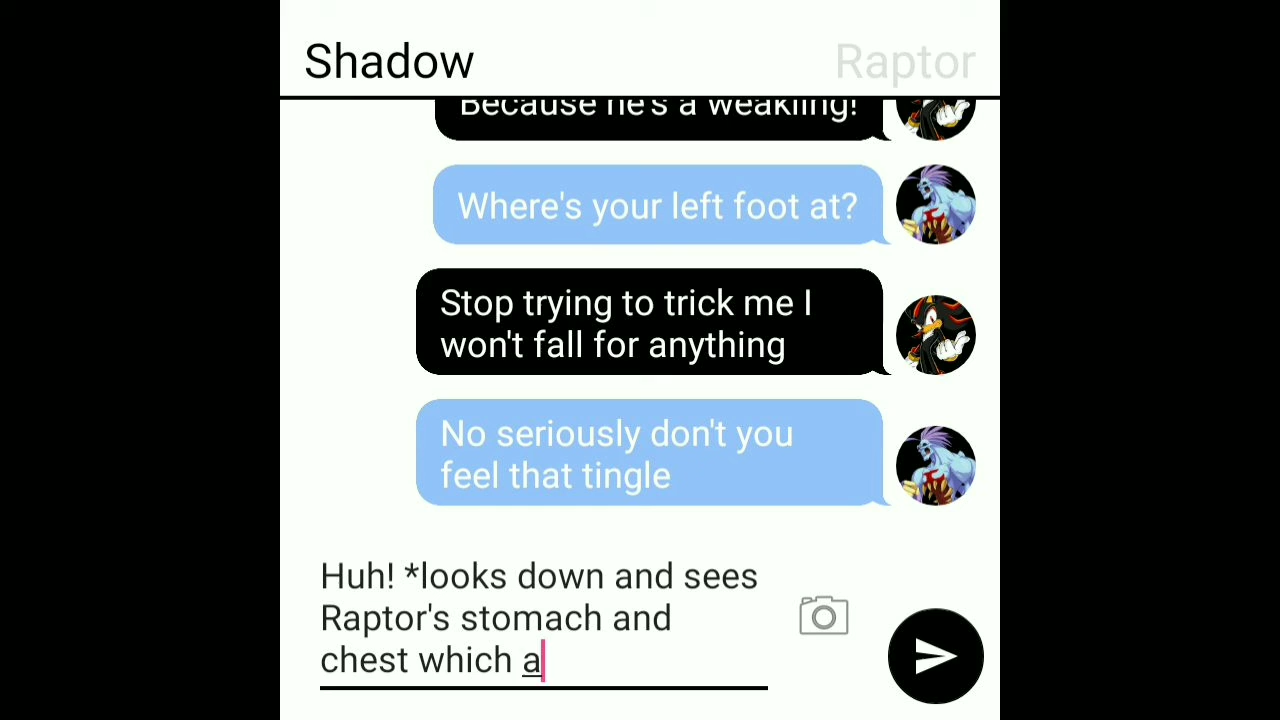 Shadow
Raptor
Because he's a weakling!
Where's your left foot at?
Stop trying to trick me I
won't fall for anything
No seriously don't you
feel that tingle
Huh! *looks down and sees
Raptor's stomach and
chest which a